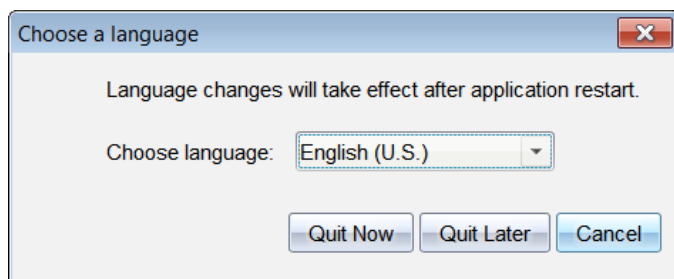 Choose a language
Language changes will take effect after application restart.
Choose language: English (U.S.)
Quit Now Quit Later Cancel